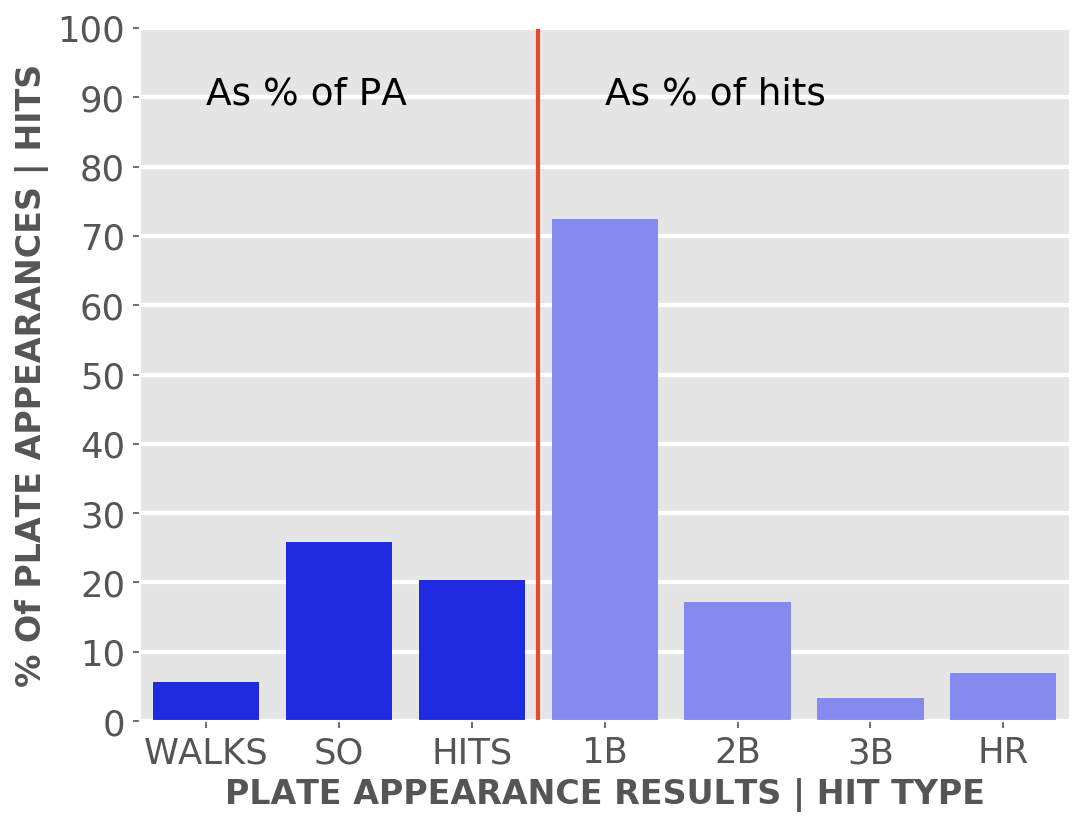 % Of PLATE APPEARANCES | HITS
100
90
80
70
60
50
40
30
20
10
0
As % of PA
As % of hits
WALKS SO HITS 1B 2B 3B HR
PLATE APPEARANCE RESULTS | HIT TYPE